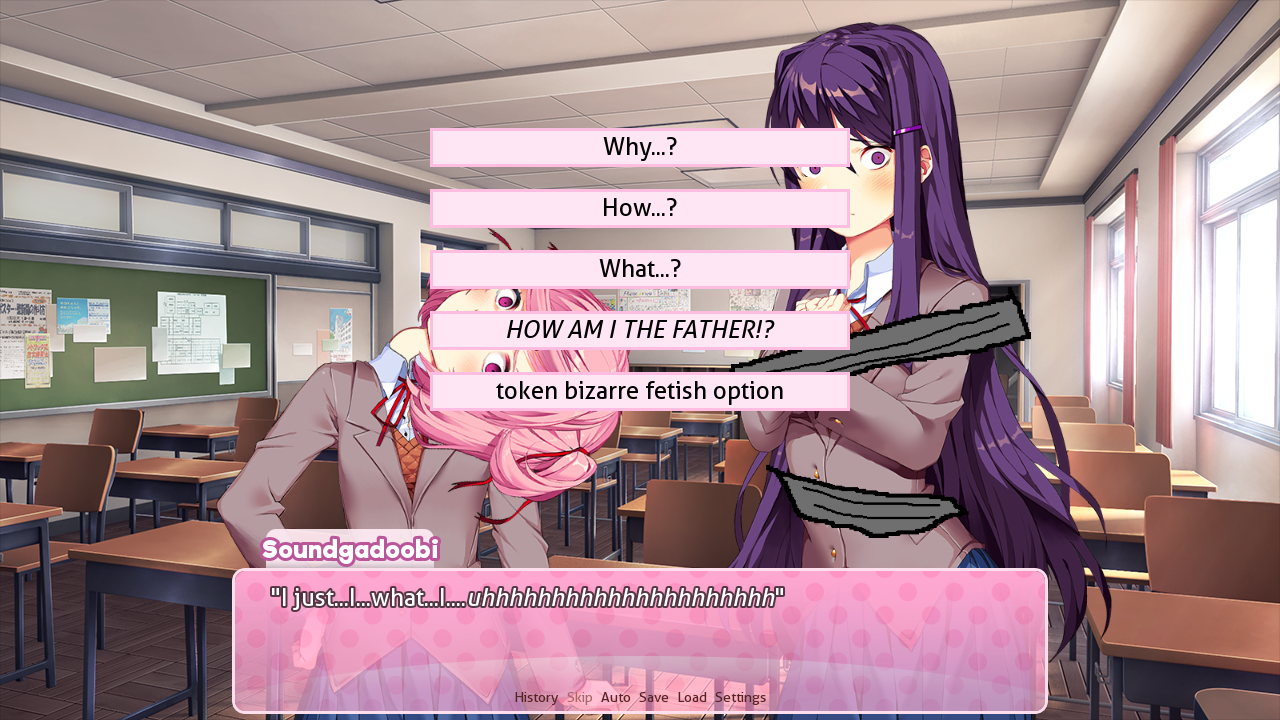 Why...?
How...?
What...?
HOW AM I THE FATHER!?
token bizarre fetish option
Soundgadoobi
"I just...I...what...I....uhhhhhhhhhhhhhhhhhhhhh"
History Skip Auto Save Load Settings